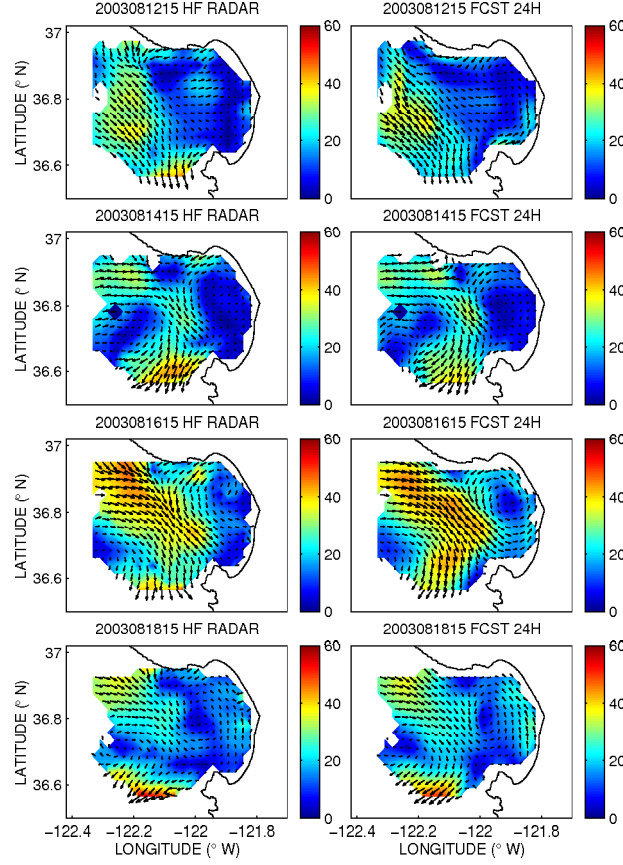 2003081215 HF RADAR
2003081215 FCST 24H
37
36.8
36.6
LATITUDE (° N)
60
40
20
0
60
40
20
0
2003081415 HF RADAR
2003081415 FCST 24H
37
36.8
36.6
LATITUDE (° N)
60
40
20
0
60
40
20
0
2003081615 HF RADAR
2003081615 FCST 24H
37
36.8
36.6
LATITUDE (° N)
60
40
20
0
60
40
20
0
2003081815 HF RADAR
2003081815 FCST 24H
37
36.8
36.6
LATITUDE (° N)
60
40
20
0
60
40
20
0
−122.4 −122.2 −122 −121.8
−122.4 −122.2 −122 −121.8
LONGITUDE (° W)
LONGITUDE (° W)